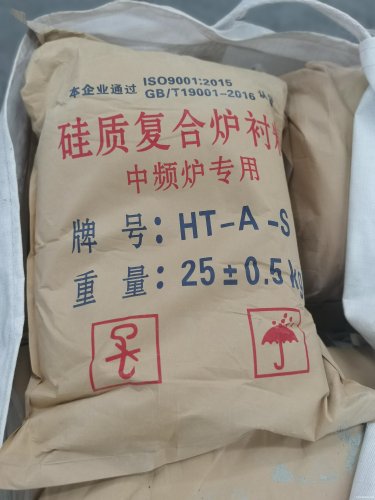 本企业通过 ISO9001:2015
GB/T19001-2016
硅质复合炉衬
中频炉专用
牌号: HT-A-S
重量: 25±0.5kg